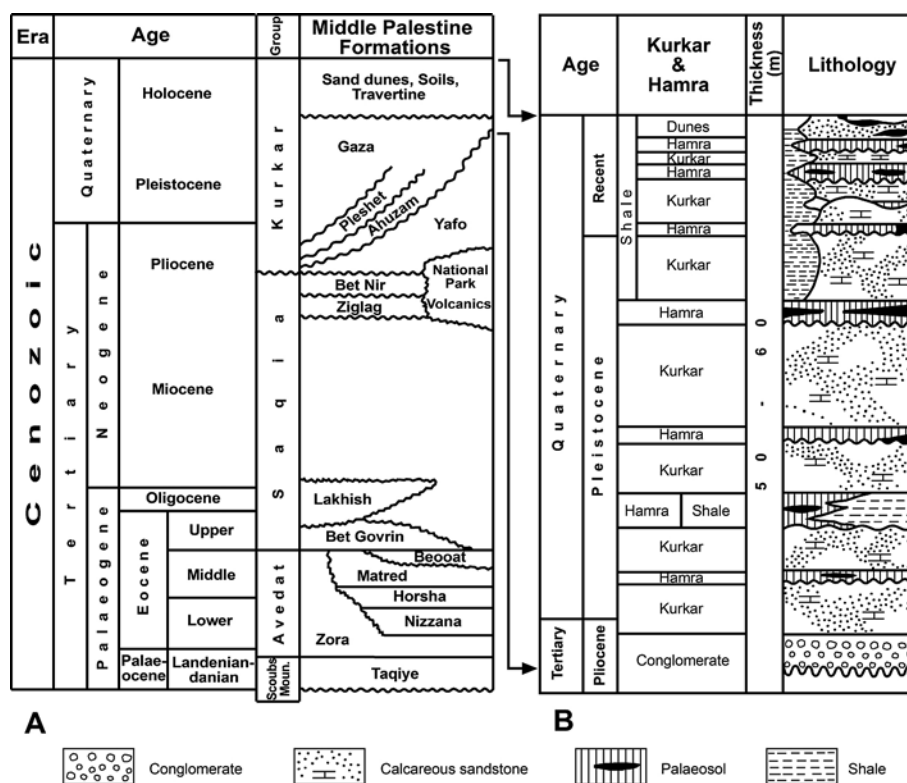 Era
Age
Group
Middle Palestine
Formations
Cenozoic
Quaternary
Tertiary
Neogene
Palaeogene
Holocene
Pleistocene
Pliocene
Miocene
Oligocene
Eocene
Upper
Middle
Lower
Palae-
ocene
Landenian-
danian
Kurkar
Saqia
Avedat
Scoubs
Moun.
Sand dunes, Soils,
Travertine
Gaza
Pleshet
Ahuzam
Yafo
Bet Nir
Ziglag
National
Park
Volcanics
Lakhish
Bet Govrin
Beooat
Matred
Horsha
Nizzana
Zora
Taqiye
A
Age
Kurkar
&
Hamra
Thickness
(m)
Lithology
Quaternary
Tertiary
Recent
Pleistocene
Pliocene
Shale
Dunes
Hamra
Kurkar
Hamra
Kurkar
Hamra
Kurkar
Hamra
Kurkar
Hamra
Kurkar
Hamra
Shale
Kurkar
Hamra
Kurkar
Conglomerate
50 - 60
B
Conglomerate
Calcareous sandstone
Palaeosol
Shale